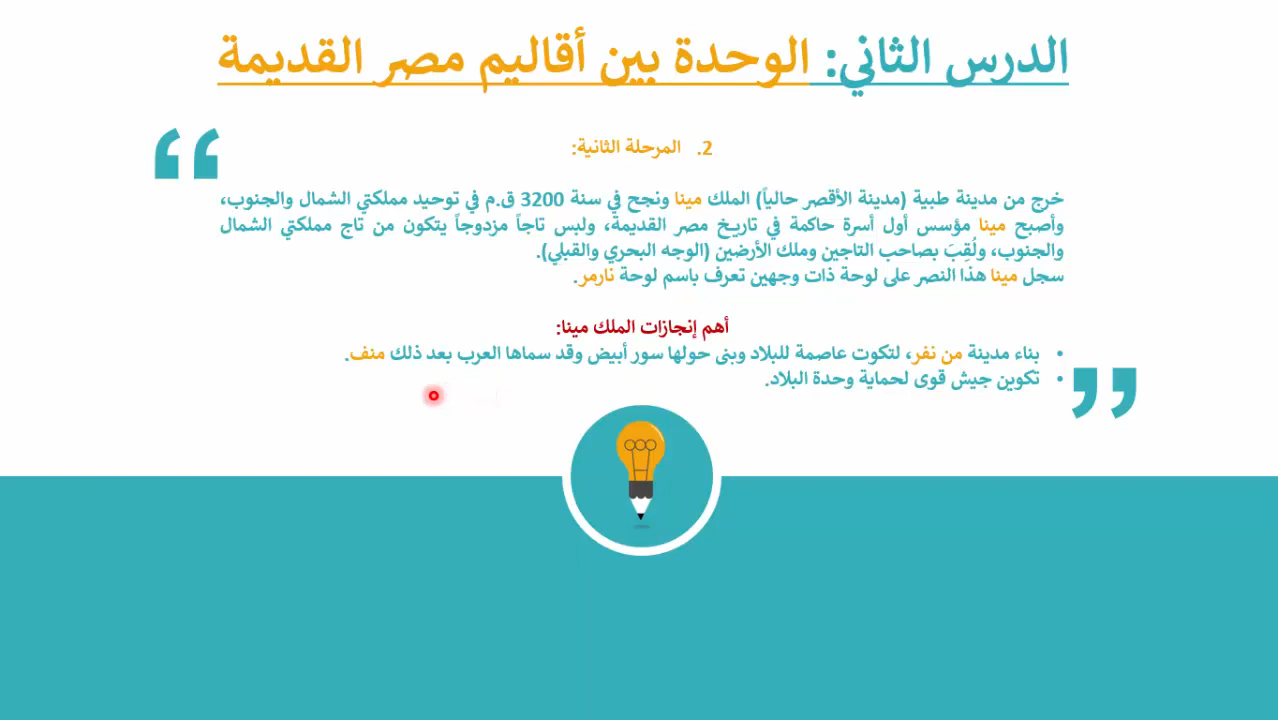 الدرس الثاني: الوحدة بين أقاليم مصر القديمة
2. المرحلة الثانية:
خرج من مدينة طيبة (مدينة الأقصر حالياً) الملك مينا ونجح في سنة 3200 ق.م في توحيد مملكتي الشمال والجنوب،
وأصبح مينا مؤسس أول أسرة حاكمة في تاريخ مصر القديمة، ولبس تاجاً مزدوجاً يتكون من تاج مملكتي الشمال
والجنوب، ولُقِبَ بصاحب التاجين وملك الأرضين (الوجه البحري والقبلي).
سجل مينا هذا النصر على لوحة ذات وجهين تعرف باسم لوحة نارمر.
أهم إنجازات الملك مينا:
• بناء مدينة من نفر، لتكوت عاصمة للبلاد وبنى حولها سور أبيض وقد سماها العرب بعد ذلك منف.
• تكوين جيش قوى لحماية وحدة البلاد.